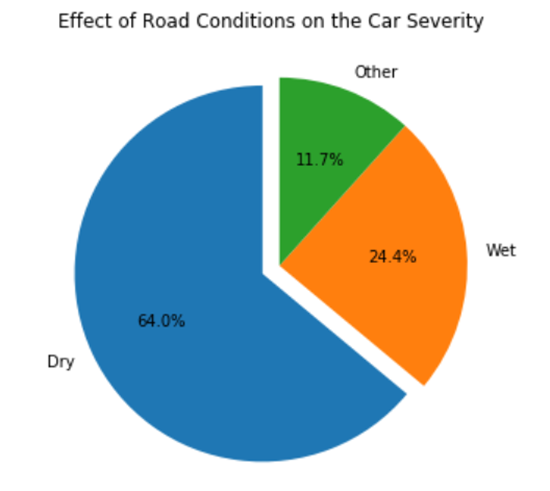 Effect of Road Conditions on the Car Severity
Other
11.7%
24.4%
Wet
64.0%
Dry